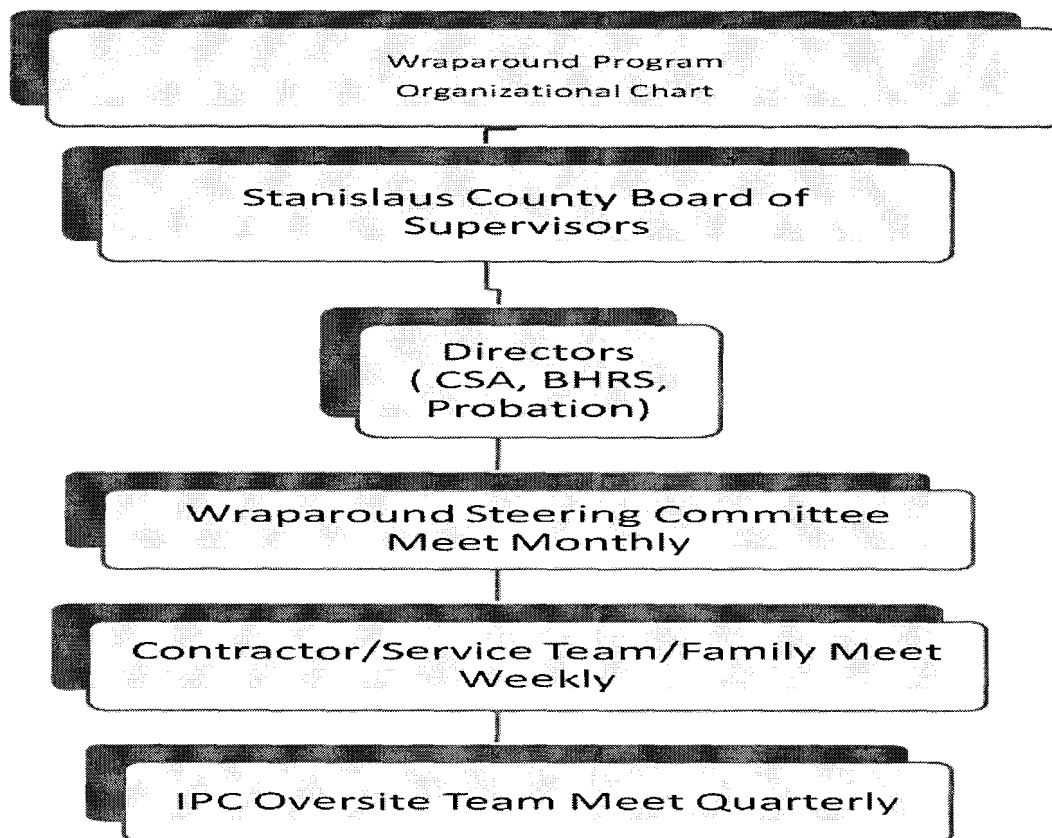 Wraparound Program
Organizational Chart
Stanislaus County Board of
Supervisors
Directors
( CSA, BHRS,
Probation)
Wraparound Steering Committee
Meet Monthly
Contractor/Service Team/Family Meet
Weekly
IPC Oversite Team Meet Quarterly